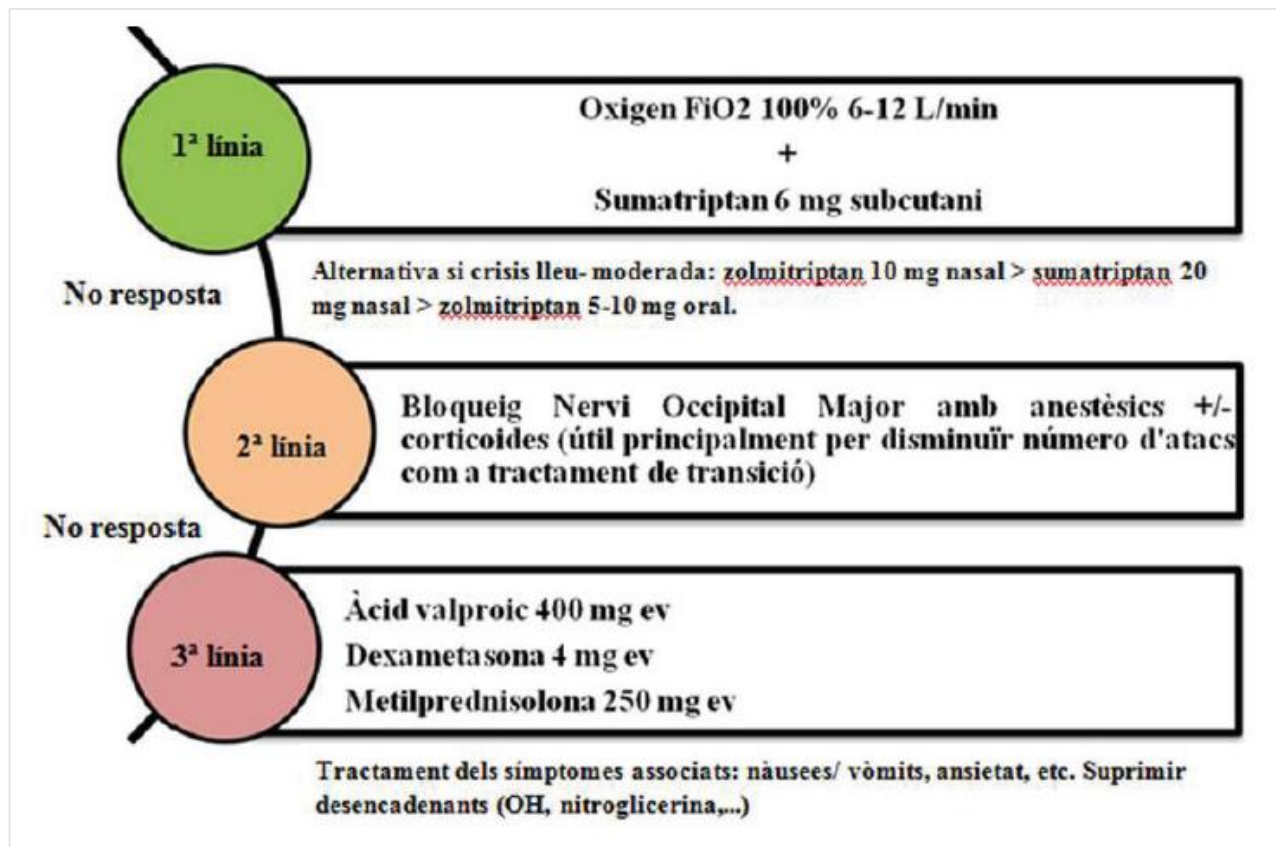 1ª línia
Oxigen FiO2 100% 6-12 L/min
+
Sumatriptan 6 mg subcutani
No resposta
Alternativa si crisis lleu- moderada: zolmitriptan 10 mg nasal > sumatriptan 20
mg nasal > zolmitriptan 5-10 mg oral.
2ª línia
Bloqueig Nervi Occipital Major amb anestèsics +/-
corticoides (útil principalment per disminuïr número d'atacs
com a tractament de transició)
No resposta
3ª línia
Àcid valproic 400 mg ev
Dexametasona 4 mg ev
Metilprednisolona 250 mg ev
Tractament dels símptomes associats: nàusees/ vòmits, ansietat, etc. Suprimir
desencadenants (OH, nitroglicerina,...)